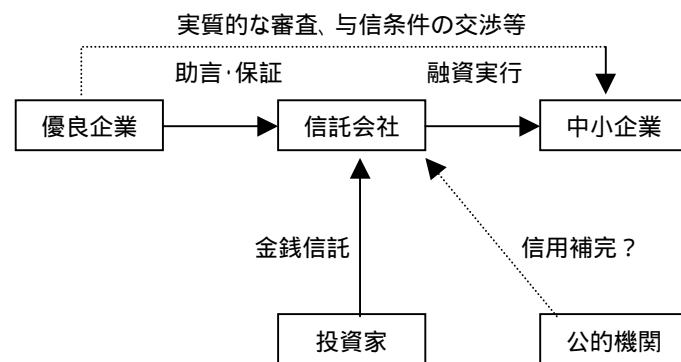 実質的な審査、与信条件の交渉等
助言･保証
融資実行
優良企業
信託会社
中小企業
金銭信託
信用補完？
投資家
公的機関